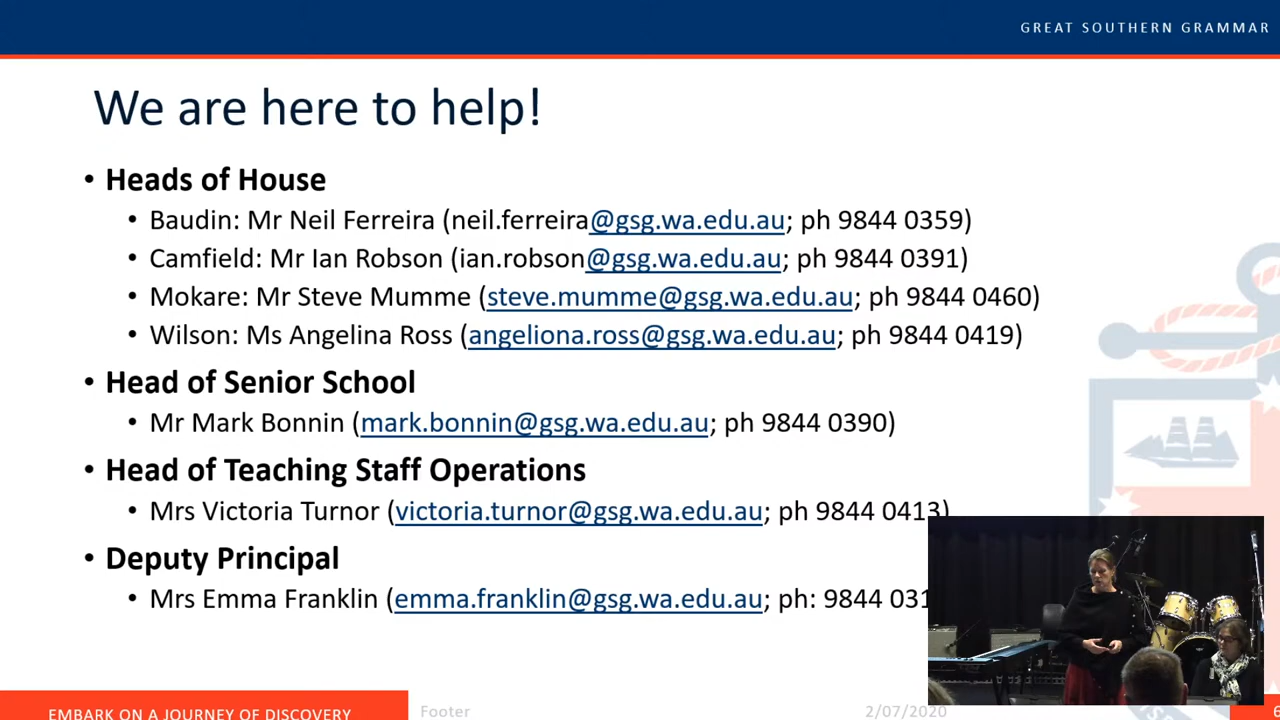 GREAT SOUTHERN GRAMMAR
We are here to help!
• Heads of House
• Baudin: Mr Neil Ferreira (neil.ferreira@gsg.wa.edu.au; ph 9844 0359)
• Camfield: Mr Ian Robson (ian.robson@gsg.wa.edu.au; ph 9844 0391)
• Mokare: Mr Steve Mumme (steve.mumme@gsg.wa.edu.au; ph 9844 0460)
• Wilson: Ms Angelina Ross (angeliona.ross@gsg.wa.edu.au; ph 9844 0419)
• Head of Senior School
• Mr Mark Bonnin (mark.bonnin@gsg.wa.edu.au; ph 9844 0390)
• Head of Teaching Staff Operations
• Mrs Victoria Turnor (victoria.turnor@gsg.wa.edu.au; ph 9844 0413)
• Deputy Principal
• Mrs Emma Franklin (emma.franklin@gsg.wa.edu.au; ph: 9844
EMBARK ON A JOURNEY OF DISCOVERY
Footer
2/07/2020